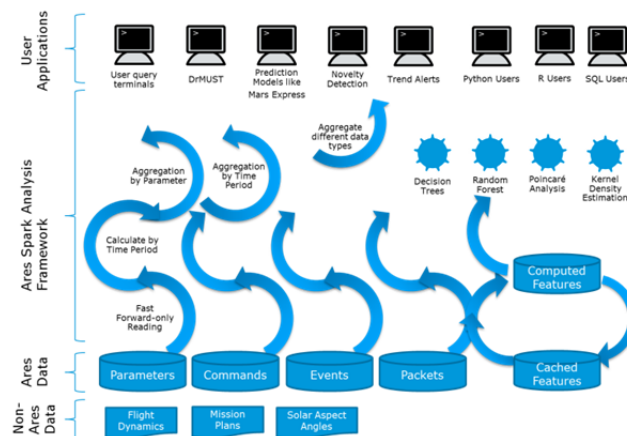 User
Applications
User query
terminals
DrMUST
Prediction
Models like
Mars Express
Novelty
Detection
Trend Alerts
Python Users
R Users
SQL Users
Ares Spark Analysis
Framework
Aggregation
by Parameter
Aggregation
by Time
Period
Aggregate
different data
types
Decision
Trees
Random
Forest
Poincaré
Analysis
Kernel
Density
Estimation
Calculate by
Time Period
Fast
Forward-only
Reading
Computed
Features
Cached
Features
Ares
Data
Parameters
Commands
Events
Packets
Non-
Ares
Data
Flight
Dynamics
Mission
Plans
Solar Aspect
Angles